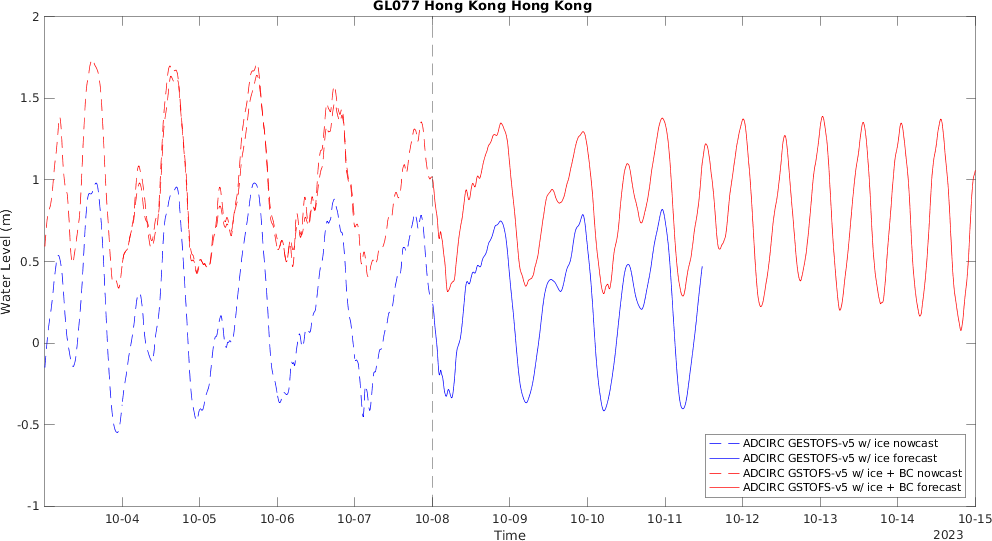 GL077 Hong Kong Hong Kong
2
1.5
1
0.5
0
-0.5
-1
Water Level (m)
ADCIRC GESTOFS-v5 w/ ice nowcast
ADCIRC GESTOFS-v5 w/ ice forecast
ADCIRC GSTOFS-v5 w/ ice + BC nowcast
ADCIRC GSTOFS-v5 w/ ice + BC forecast
10-04 10-05 10-06 10-07 10-08 10-09 10-10 10-11 10-12 10-13 10-14 10-15
Time
2023